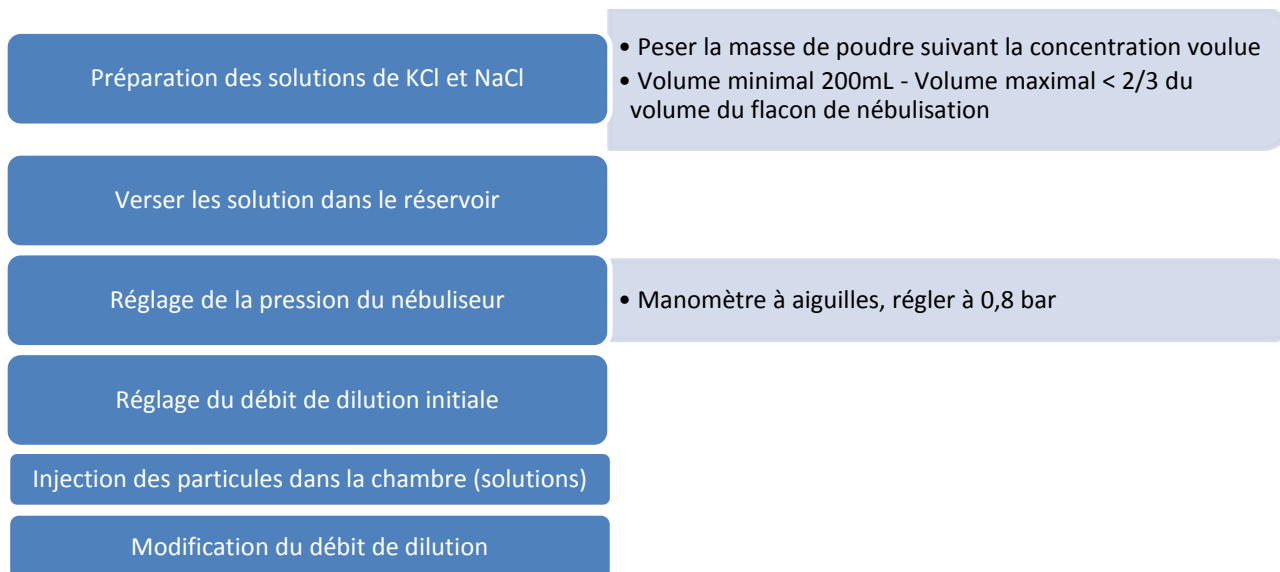 Préparation des solutions de KCl et NaCl
• Peser la masse de poudre suivant la concentration voulue
• Volume minimal 200mL - Volume maximal < 2/3 du
volume du flacon de nébulisation
Verser les solution dans le réservoir
Réglage de la pression du nébuliseur
• Manomètre à aiguilles, régler à 0,8 bar
Réglage du débit de dilution initiale
Injection des particules dans la chambre (solutions)
Modification du débit de dilution